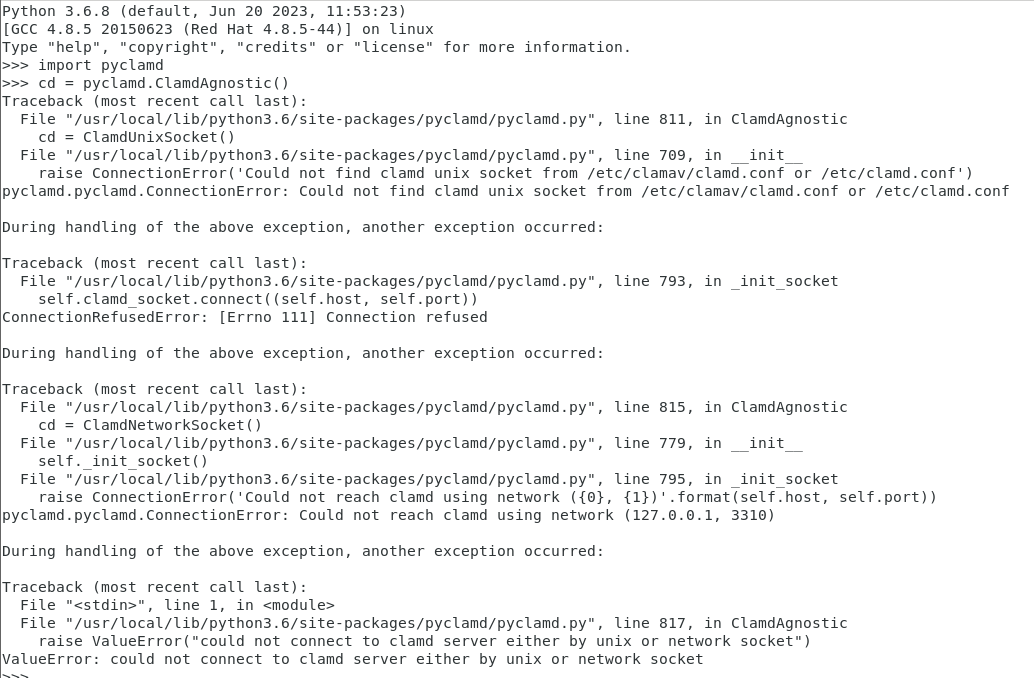 Python 3.6.8 (default, Jun 20 2023, 11:53:23)
[GCC 4.8.5 20150623 (Red Hat 4.8.5-44)] on linux
Type "help", "copyright", "credits" or "license" for more information.
>>> import pyclamd
>>> cd = pyclamd.ClamdAgnostic()
Traceback (most recent call last):
  File "/usr/local/lib/python3.6/site-packages/pyclamd/pyclamd.py", line 811, in ClamdAgnostic
    cd = ClamdUnixSocket()
  File "/usr/local/lib/python3.6/site-packages/pyclamd/pyclamd.py", line 709, in __init__
    raise ConnectionError('Could not find clamd unix socket from /etc/clamav/clamd.conf or /etc/clamd.conf')
pyclamd.pyclamd.ConnectionError: Could not find clamd unix socket from /etc/clamav/clamd.conf or /etc/clamd.conf

During handling of the above exception, another exception occurred:

Traceback (most recent call last):
  File "/usr/local/lib/python3.6/site-packages/pyclamd/pyclamd.py", line 793, in _init_socket
    self.clamd_socket.connect((self.host, self.port))
ConnectionRefusedError: [Errno 111] Connection refused

During handling of the above exception, another exception occurred:

Traceback (most recent call last):
  File "/usr/local/lib/python3.6/site-packages/pyclamd/pyclamd.py", line 815, in ClamdAgnostic
    cd = ClamdNetworkSocket()
  File "/usr/local/lib/python3.6/site-packages/pyclamd/pyclamd.py", line 779, in __init__
    self._init_socket()
  File "/usr/local/lib/python3.6/site-packages/pyclamd/pyclamd.py", line 795, in _init_socket
    raise ConnectionError('Could not reach clamd using network ({0}, {1})'.format(self.host, self.port))
pyclamd.pyclamd.ConnectionError: Could not reach clamd using network (127.0.0.1, 3310)

During handling of the above exception, another exception occurred:

Traceback (most recent call last):
  File "<stdin>", line 1, in <module>
  File "/usr/local/lib/python3.6/site-packages/pyclamd/pyclamd.py", line 817, in ClamdAgnostic
    raise ValueError("could not connect to clamd server either by unix or network socket")
ValueError: could not connect to clamd server either by unix or network socket
>>>